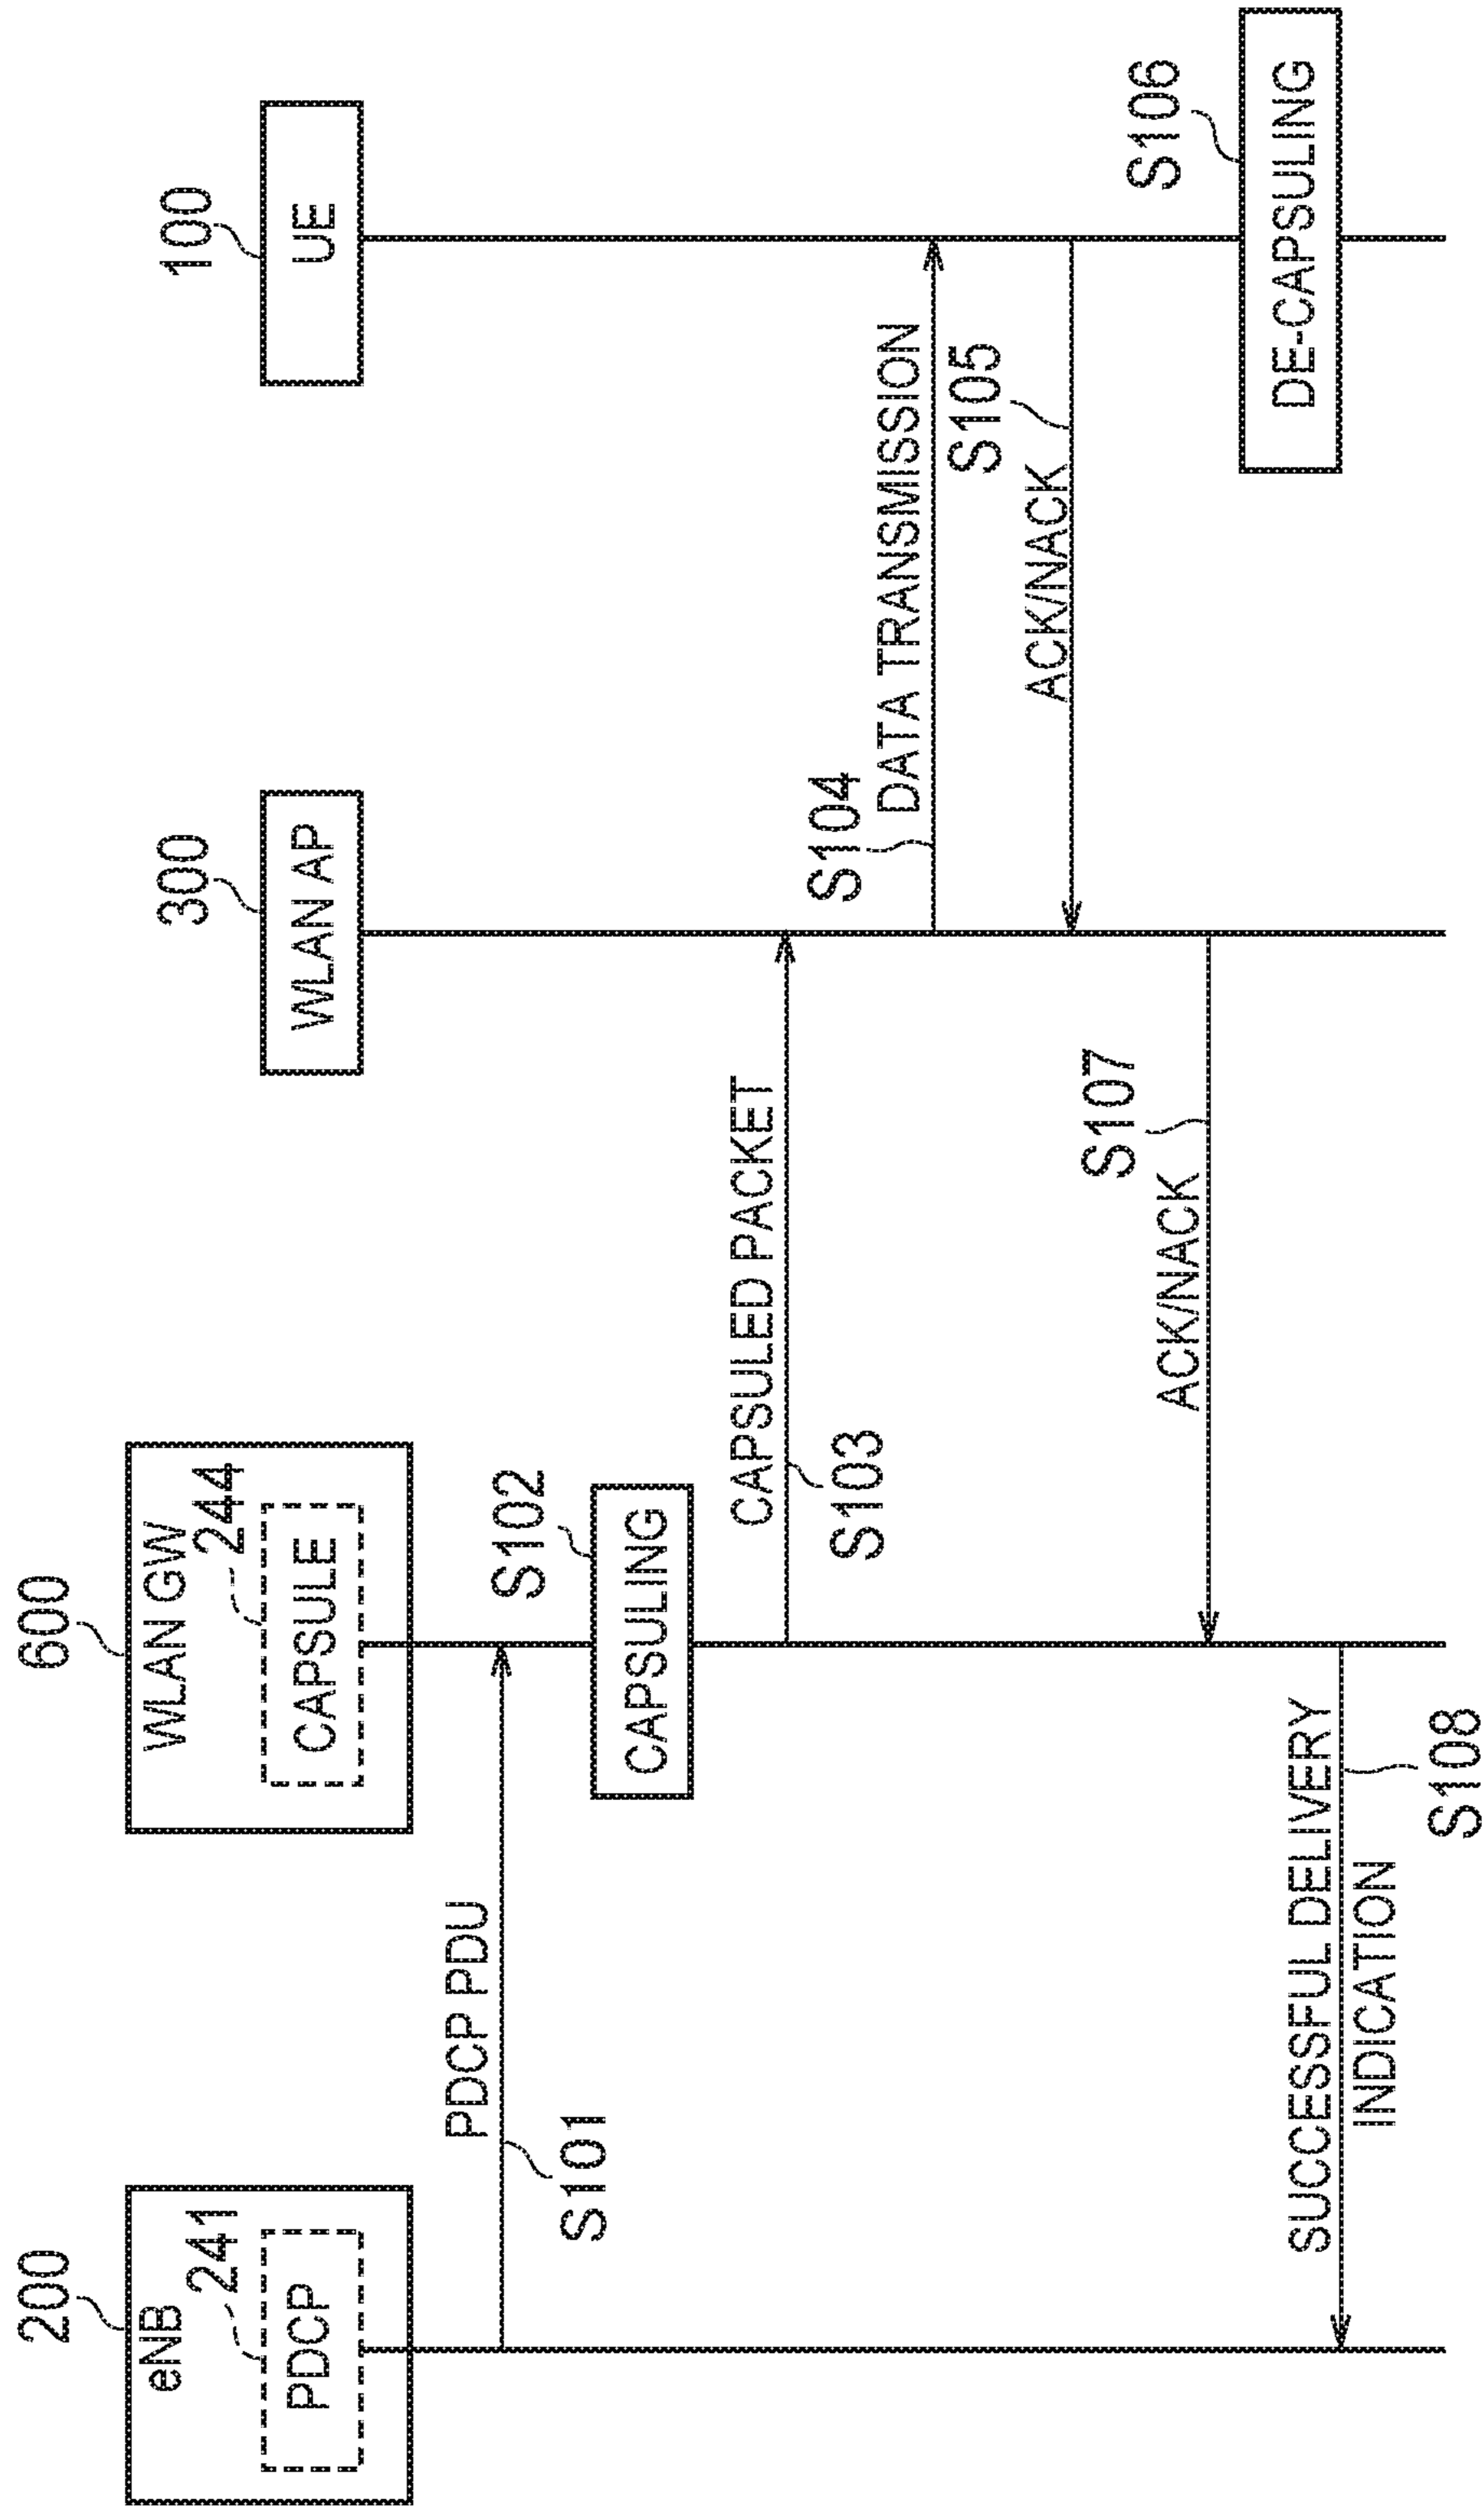 200
eNB
241
PDCP
600
WLAN GW
244
CAPSULE
300
WLAN AP
100
UE
PDCP PDU
S101
S102
CAPSULING
CAPSULED PACKET
S103
S104
DATA TRANSMISSION
S105
ACK/NACK
S106
DE-CAPSULING
S107
ACK/NACK
SUCCESSFUL DELIVERY
INDICATION
S108